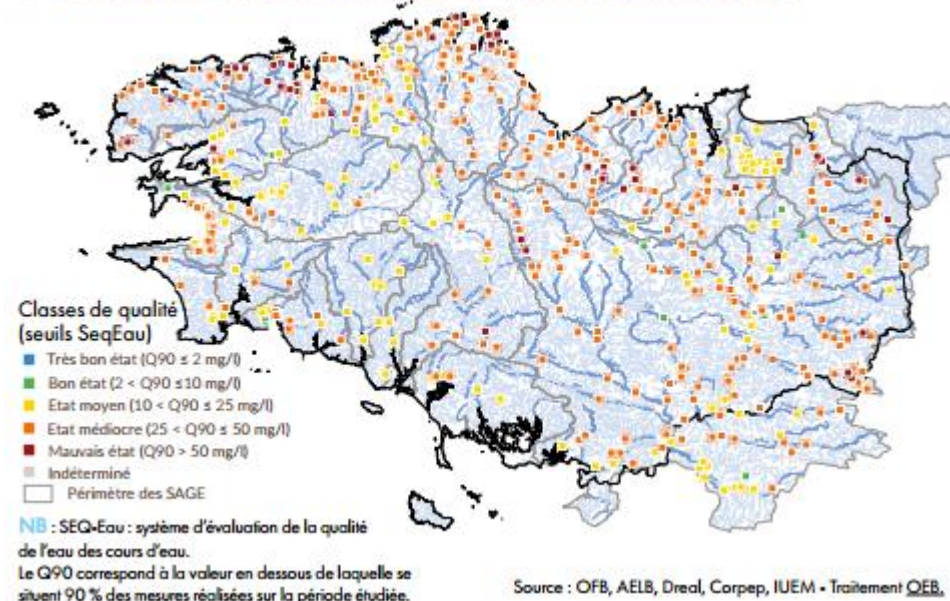 Classes de qualité
(seuils SeqEau)
Très bon état (Q90 ≤ 2 mg/l)
Bon état (2 < Q90 ≤10 mg/l)
Etat moyen (10 < Q90 ≤ 25 mg/l)
Etat médiocre (25 < Q90 ≤ 50 mg/l)
Mauvais état (Q90 > 50 mg/l)
Indéterminé
Périmètre des SAGE
NB : SEQ-Eau : système d'évaluation de la qualité
de l'eau des cours d'eau.
Le Q90 correspond à la valeur en dessous de laquelle se
situent 90 % des mesures réalisées sur la période étudiée.
Source : OFB, AELB, Dreal, Corpep, IUEM - Traitement OEB.